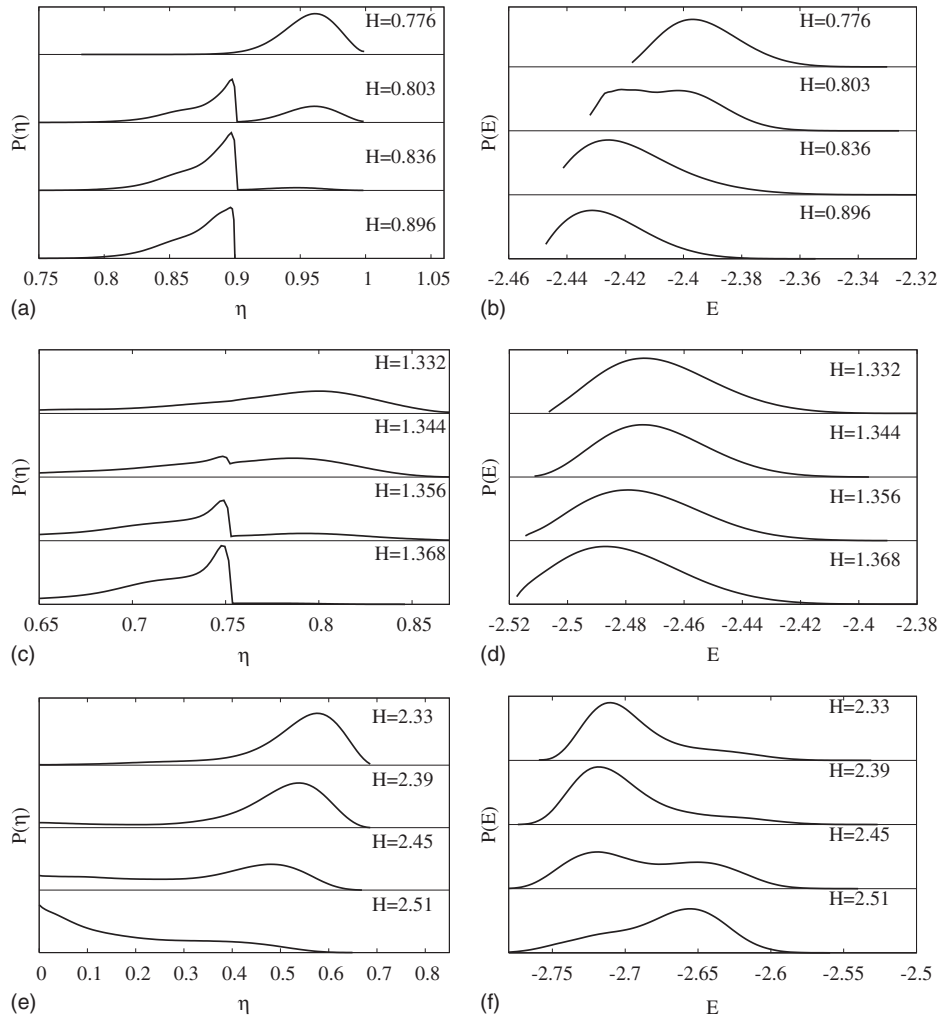 H=0.776
H=0.803
H=0.836
H=0.896
P(η)
0.75 0.8 0.85 0.9 0.95 1 1.05
(a) η
H=0.776
H=0.803
H=0.836
H=0.896
P(E)
-2.46 -2.44 -2.42 -2.4 -2.38 -2.36 -2.34 -2.32
(b) E
H=1.332
H=1.344
H=1.356
H=1.368
P(η)
0.65 0.7 0.75 0.8 0.85
(c) η
H=1.332
H=1.344
H=1.356
H=1.368
P(E)
-2.52 -2.5 -2.48 -2.46 -2.44 -2.42 -2.4 -2.38
(d) E
H=2.33
H=2.39
H=2.45
H=2.51
P(η)
0 0.1 0.2 0.3 0.4 0.5 0.6 0.7 0.8
(e) η
H=2.33
H=2.39
H=2.45
H=2.51
P(E)
-2.75 -2.7 -2.65 -2.6 -2.55 -2.5
(f) E